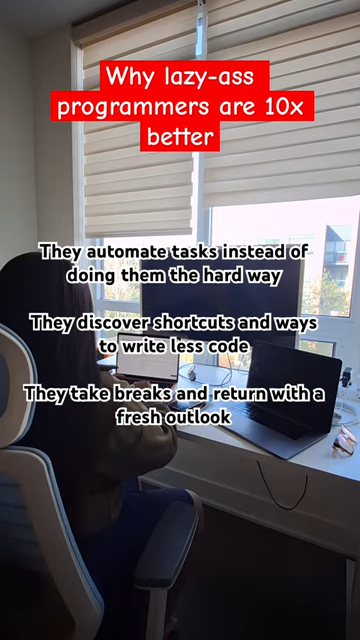 Why lazy-ass
programmers are 10x
better
They automate tasks instead of
doing them the hard way
They discover shortcuts and ways
to write less code
They take breaks and return with a
fresh outlook